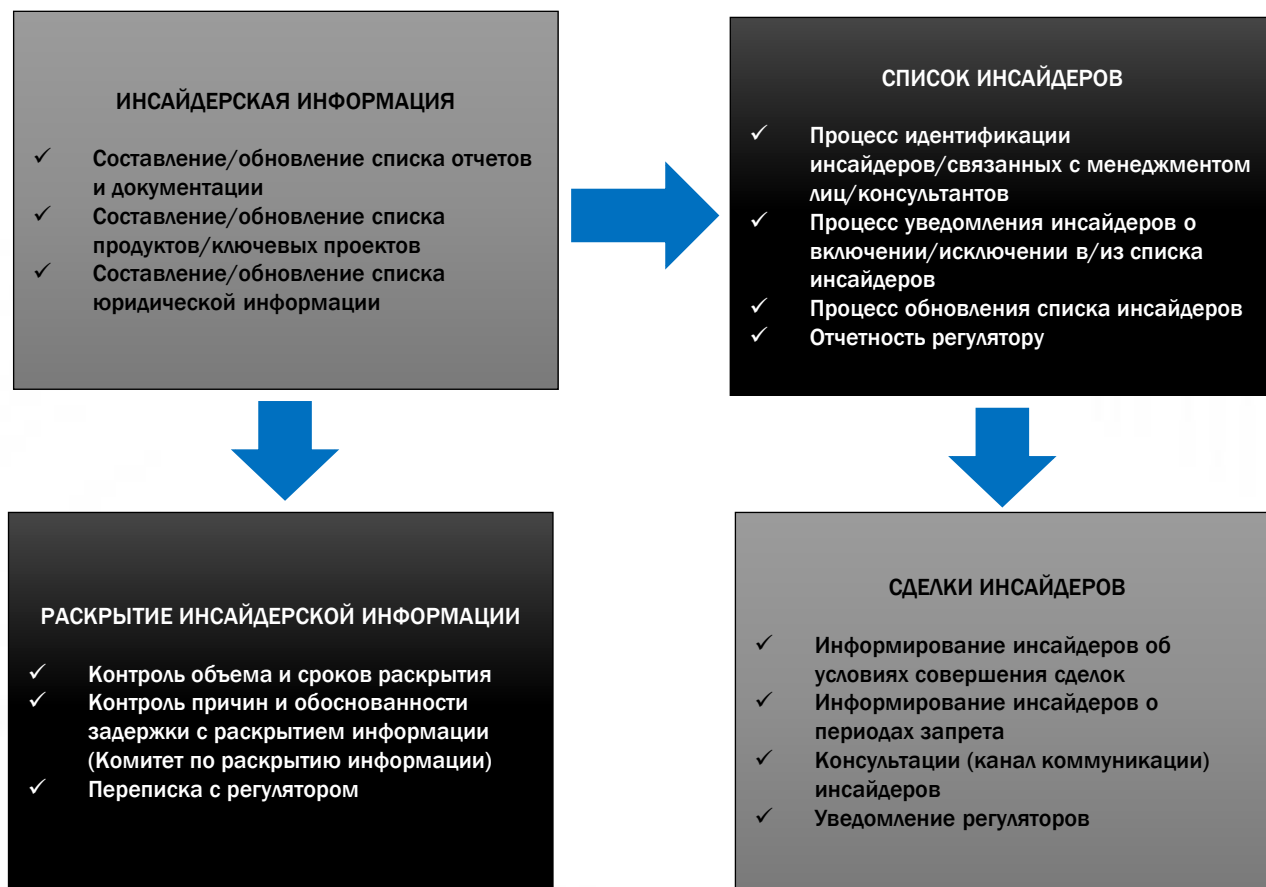 ИНСАЙДЕРСКАЯ ИНФОРМАЦИЯ
✓ Составление/обновление списка отчетов
и документации
✓ Составление/обновление списка
продуктов/ключевых проектов
✓ Составление/обновление списка
юридической информации
СПИСОК ИНСАЙДЕРОВ
✓ Процесс идентификации
инсайдеров/связанных с менеджментом
лиц/консультантов
✓ Процесс уведомления инсайдеров о
включении/исключении в/из списка
инсайдеров
✓ Процесс обновления списка инсайдеров
✓ Отчетность регулятору
РАСКРЫТИЕ ИНСАЙДЕРСКОЙ ИНФОРМАЦИИ
✓ Контроль объема и сроков раскрытия
✓ Контроль причин и обоснованности
задержки с раскрытием информации
(Комитет по раскрытию информации)
✓ Переписка с регулятором
СДЕЛКИ ИНСАЙДЕРОВ
✓ Информирование инсайдеров об
условиях совершения сделок
✓ Информирование инсайдеров о
периодах запрета
✓ Консультации (канал коммуникации)
инсайдеров
✓ Уведомление регуляторов